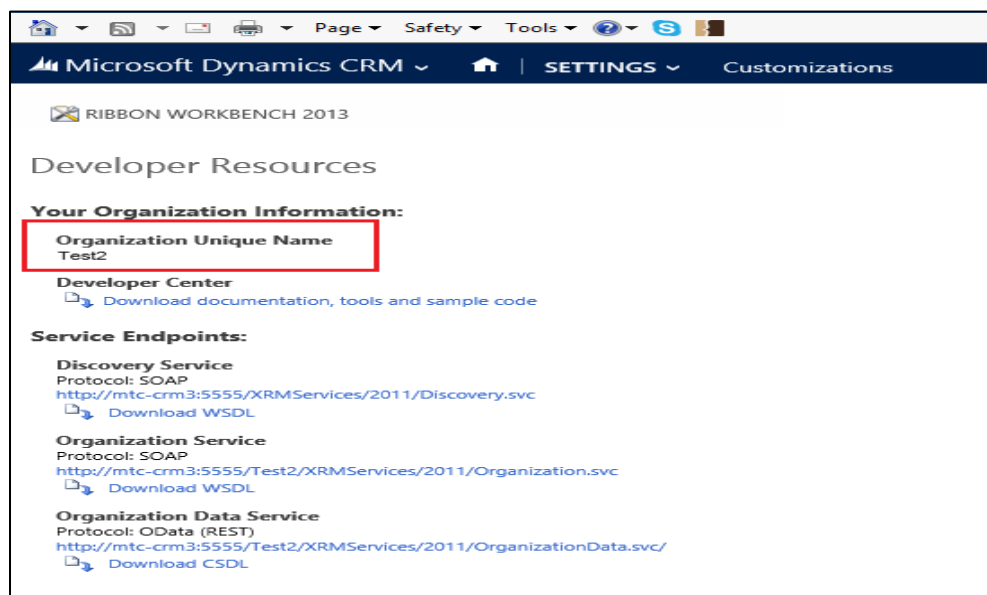 Page Safety Tools
Microsoft Dynamics CRM SETTINGS Customizations
RIBBON WORKBENCH 2013
Developer Resources
Your Organization Information:
Organization Unique Name
Test2
Developer Center
Download documentation, tools and sample code
Service Endpoints:
Discovery Service
Protocol: SOAP
http://mtc-crm3:5555/XRMServices/2011/Discovery.svc
Download WSDL
Organization Service
Protocol: SOAP
http://mtc-crm3:5555/Test2/XRMServices/2011/Organization.svc
Download WSDL
Organization Data Service
Protocol: OData (REST)
http://mtc-crm3:5555/Test2/XRMServices/2011/OrganizationData.svc/
Download CSDL